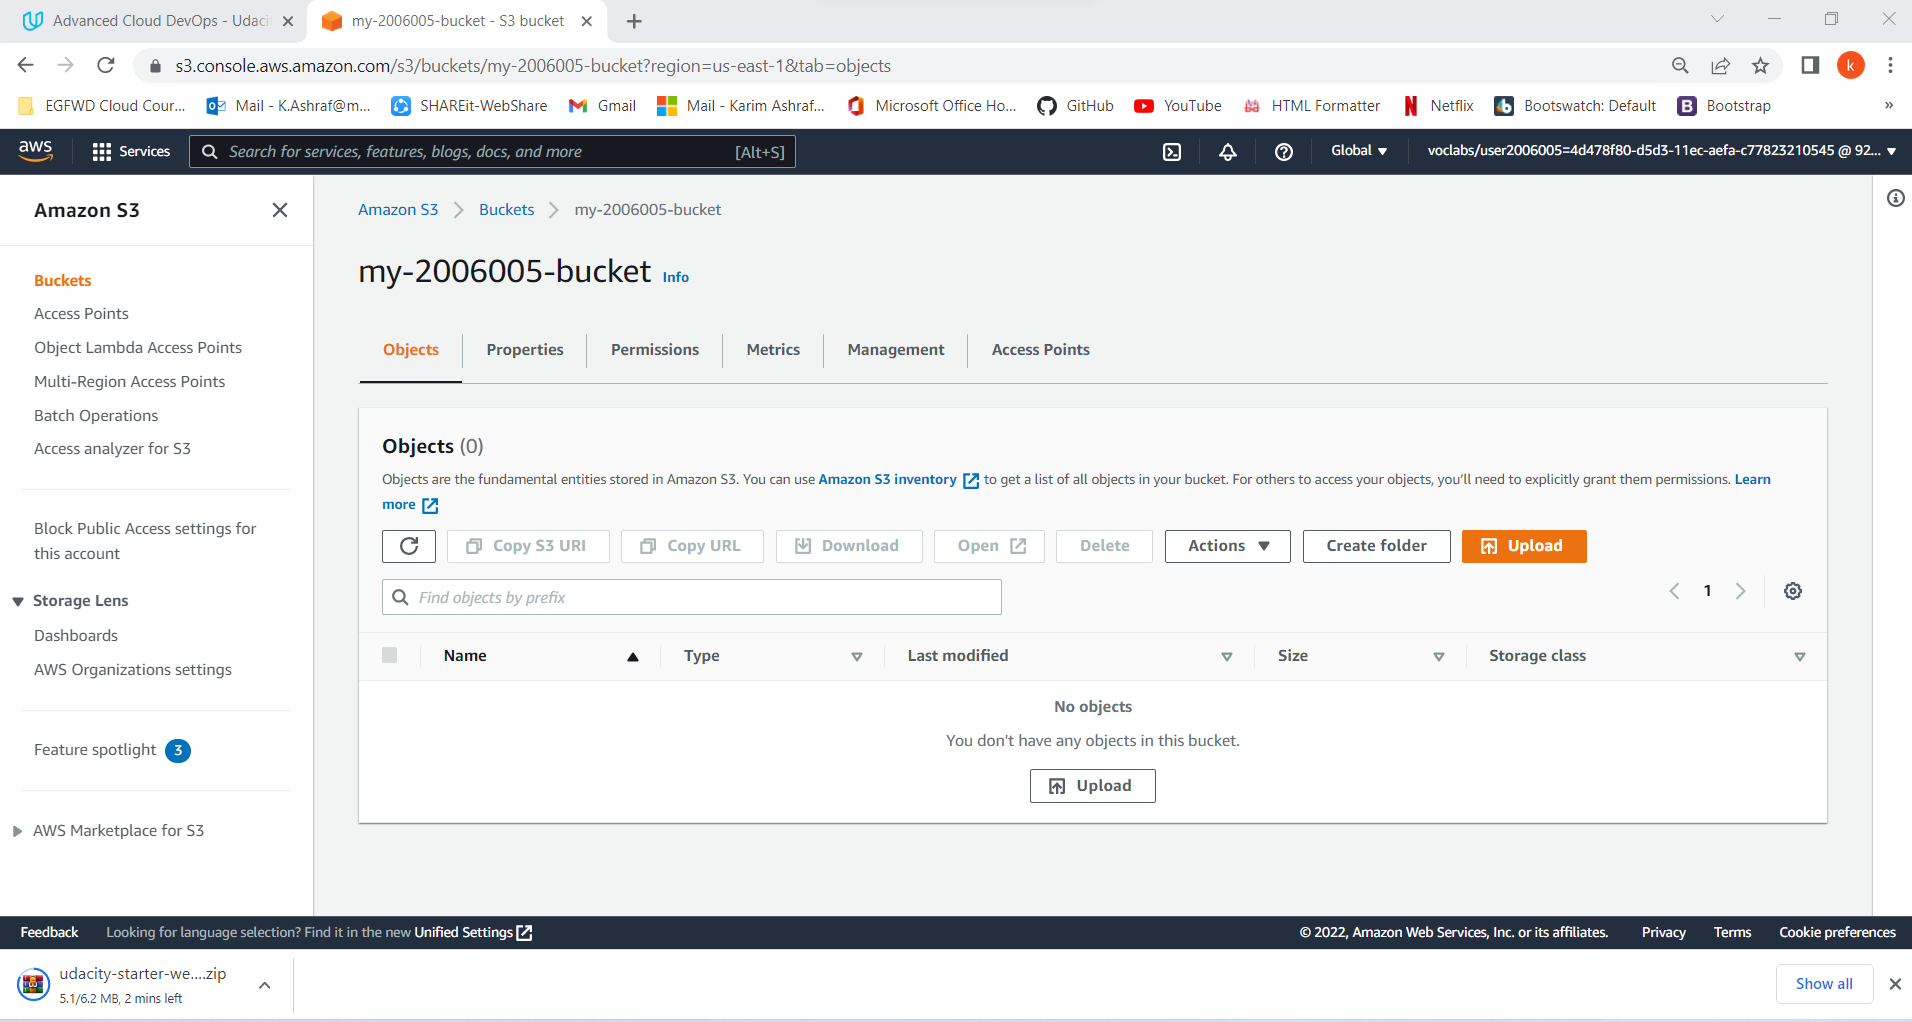 Advanced Cloud DevOps - Udaci
my-2006005-bucket - S3 bucket
s3.console.aws.amazon.com/s3/buckets/my-2006005-bucket?region=us-east-1&tab=objects
k
EGFWD Cloud Cour...
Mail - K.Ashraf@m...
SHAREit-WebShare
Gmail
Mail - Karim Ashraf...
Microsoft Office Ho...
GitHub
YouTube
HTML Formatter
Netflix
Bootswatch: Default
Bootstrap
»
aws
Services
Search for services, features, blogs, docs, and more
[Alt+S]
Global
voclabs/user2006005=4d478f80-d5d3-11ec-aefa-c77823210545 @ 92...
Amazon S3
Buckets
Access Points
Object Lambda Access Points
Multi-Region Access Points
Batch Operations
Access analyzer for S3
Block Public Access settings for
this account
Storage Lens
Dashboards
AWS Organizations settings
Feature spotlight 3
AWS Marketplace for S3
Amazon S3 > Buckets > my-2006005-bucket
my-2006005-bucket Info
Objects
Properties
Permissions
Metrics
Management
Access Points
Objects (0)
Objects are the fundamental entities stored in Amazon S3. You can use Amazon S3 inventory to get a list of all objects in your bucket. For others to access your objects, you'll need to explicitly grant them permissions. Learn
more
Copy S3 URI
Copy URL
Download
Open
Delete
Actions
Create folder
Upload
Find objects by prefix
1
Name
Type
Last modified
Size
Storage class
No objects
You don't have any objects in this bucket.
Upload
Feedback
Looking for language selection? Find it in the new Unified Settings
© 2022, Amazon Web Services, Inc. or its affiliates.
Privacy
Terms
Cookie preferences
udacity-starter-we....zip
5.1/6.2 MB, 2 mins left
Show all